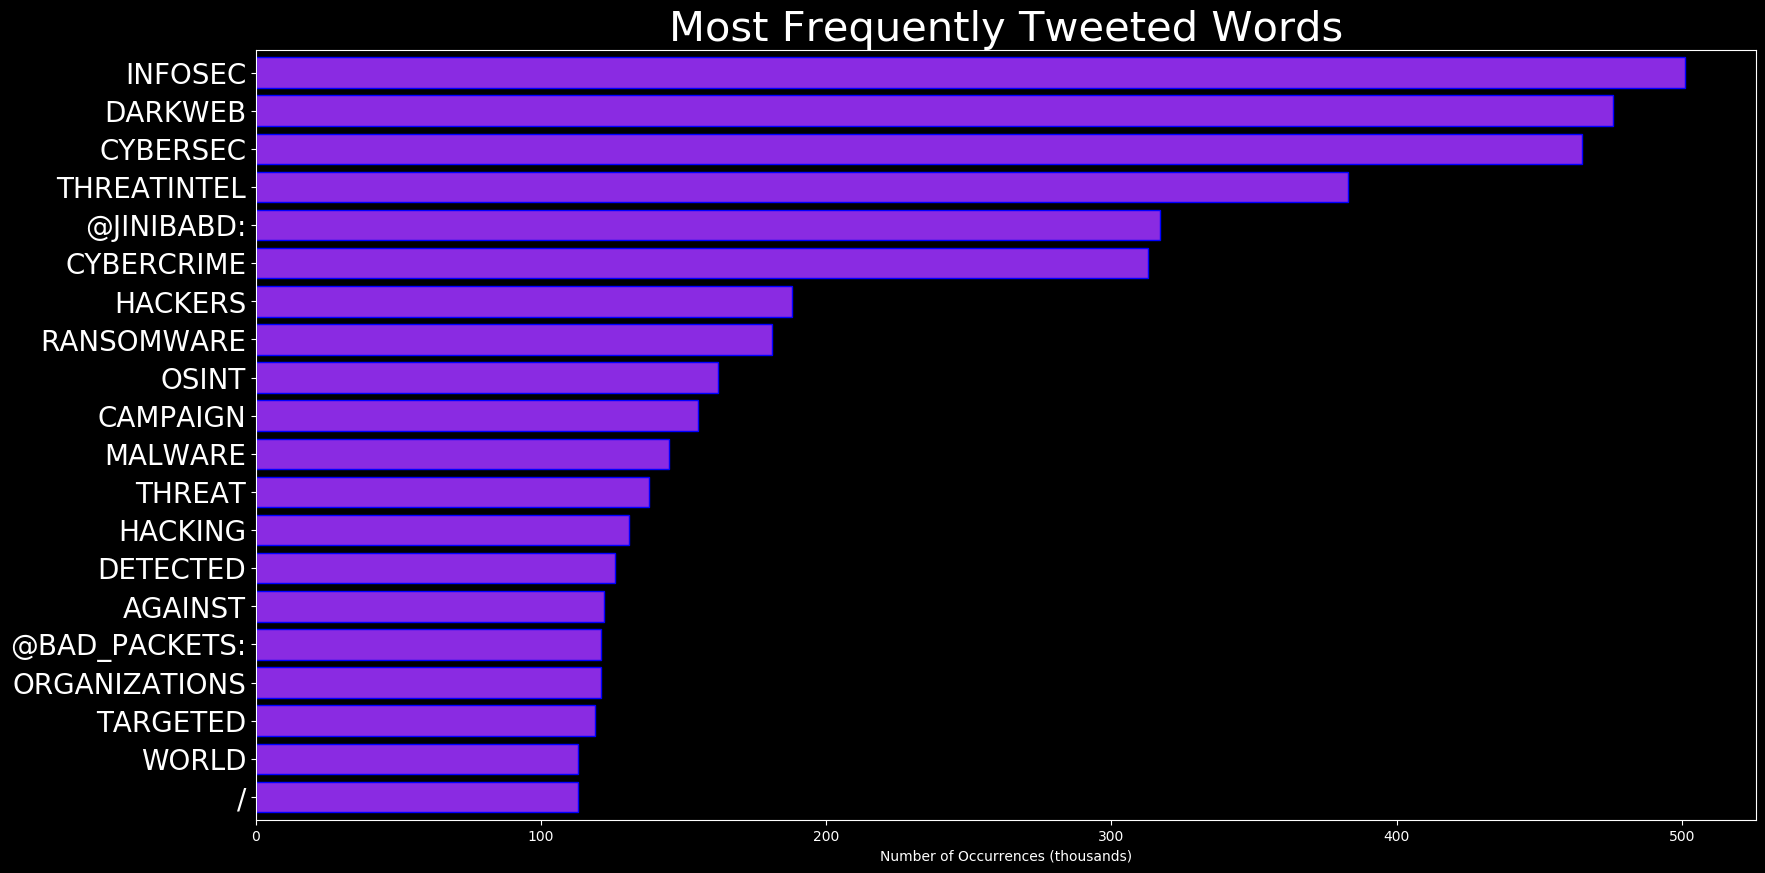 Most Frequently Tweeted Words
INFOSEC
DARKWEB
CYBERSEC
THREATINTEL
@JINIBABD:
CYBERCRIME
HACKERS
RANSOMWARE
OSINT
CAMPAIGN
MALWARE
THREAT
HACKING
DETECTED
AGAINST
@BAD_PACKETS:
ORGANIZATIONS
TARGETED
WORLD
/
0 100 200 300 400 500
Number of Occurrences (thousands)